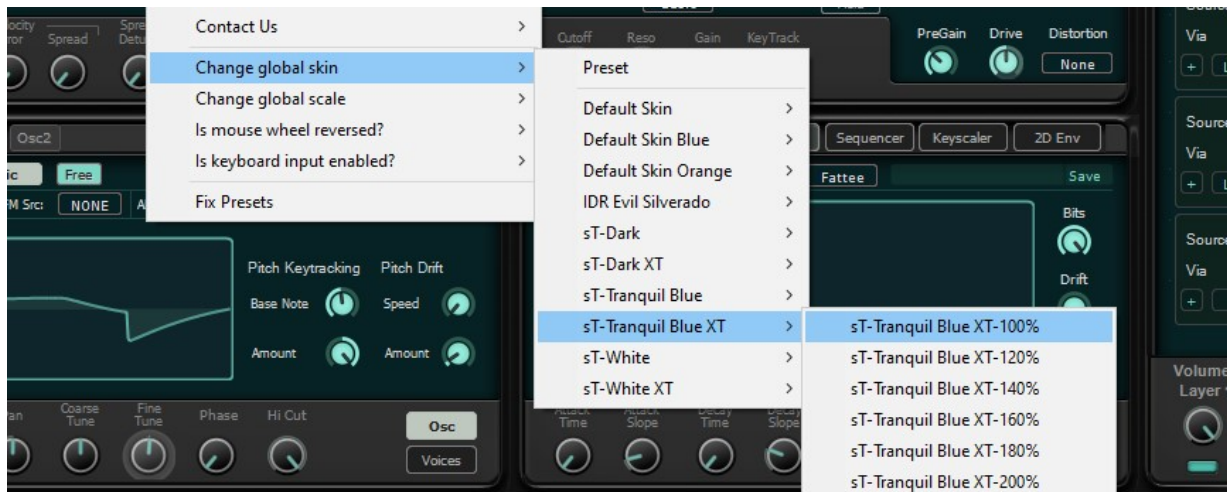 Contact Us
Change global skin
Change global scale
Is mouse wheel reversed?
Is keyboard input enabled?
Fix Presets
Preset
Default Skin
Default Skin Blue
Default Skin Orange
IDR Evil Silverado
sT-Dark
sT-Dark XT
sT-Tranquil Blue
sT-Tranquil Blue XT
sT-White
sT-White XT
sT-Tranquil Blue XT-100%
sT-Tranquil Blue XT-120%
sT-Tranquil Blue XT-140%
sT-Tranquil Blue XT-160%
sT-Tranquil Blue XT-180%
sT-Tranquil Blue XT-200%
Spread
Cutoff Reso Gain KeyTrack
PreGain Drive Distortion
None
Via
+
Osc2
Sequencer Keyscaler 2D Env
Free
Fattee
Save
Src: NONE
Bits
Drift
Source
Via
+
Source
Via
+
Pitch Keytracking Pitch Drift
Base Note Speed
Amount Amount
Coarse Tune
Fine Tune
Phase Hi Cut
Osc
Voices
Attack Time
Attack Slope
Decay Time
Decay Slope
Volume
Layer